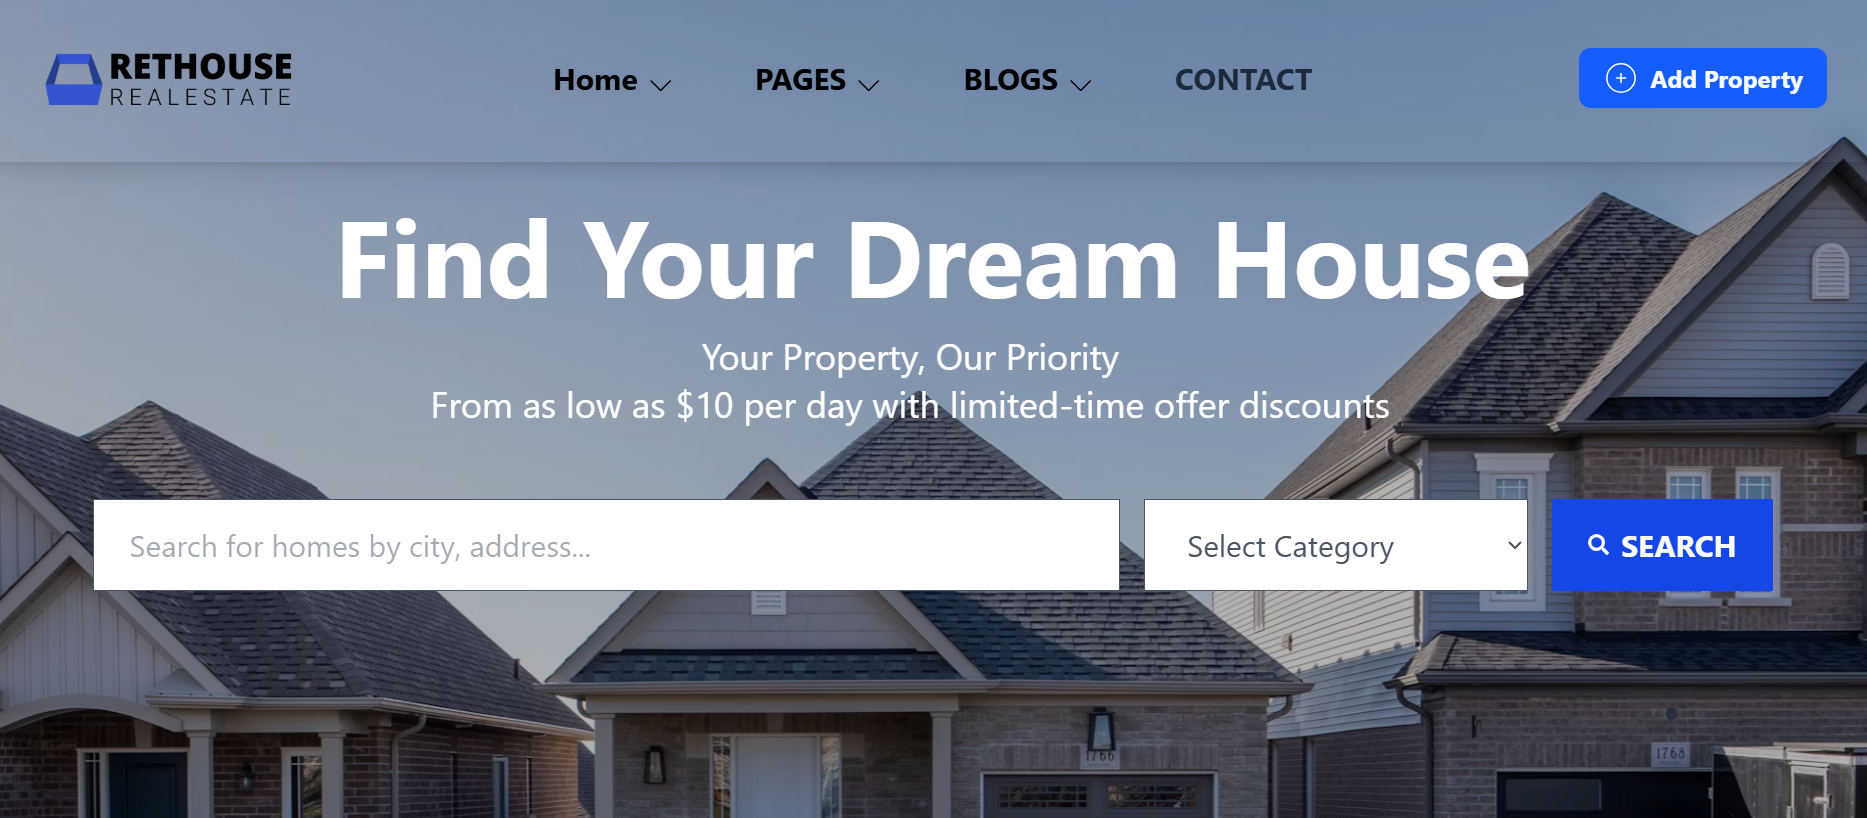 RETHOUSE
REALESTATE
Home
PAGES
BLOGS
CONTACT
Add Property
Find Your Dream House
Your Property, Our Priority
From as low as $10 per day with limited-time offer discounts
Search for homes by city, address...
Select Category
SEARCH
1766
1768